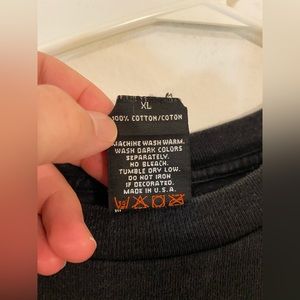 XL
100% COTTON/COTON
MACHINE WASH WARM.
WASH DARK COLORS
SEPARATELY.
NO BLEACH.
TUMBLE DRY LOW.
DO NOT IRON
IF DECORATED.
MADE IN U.S.A.